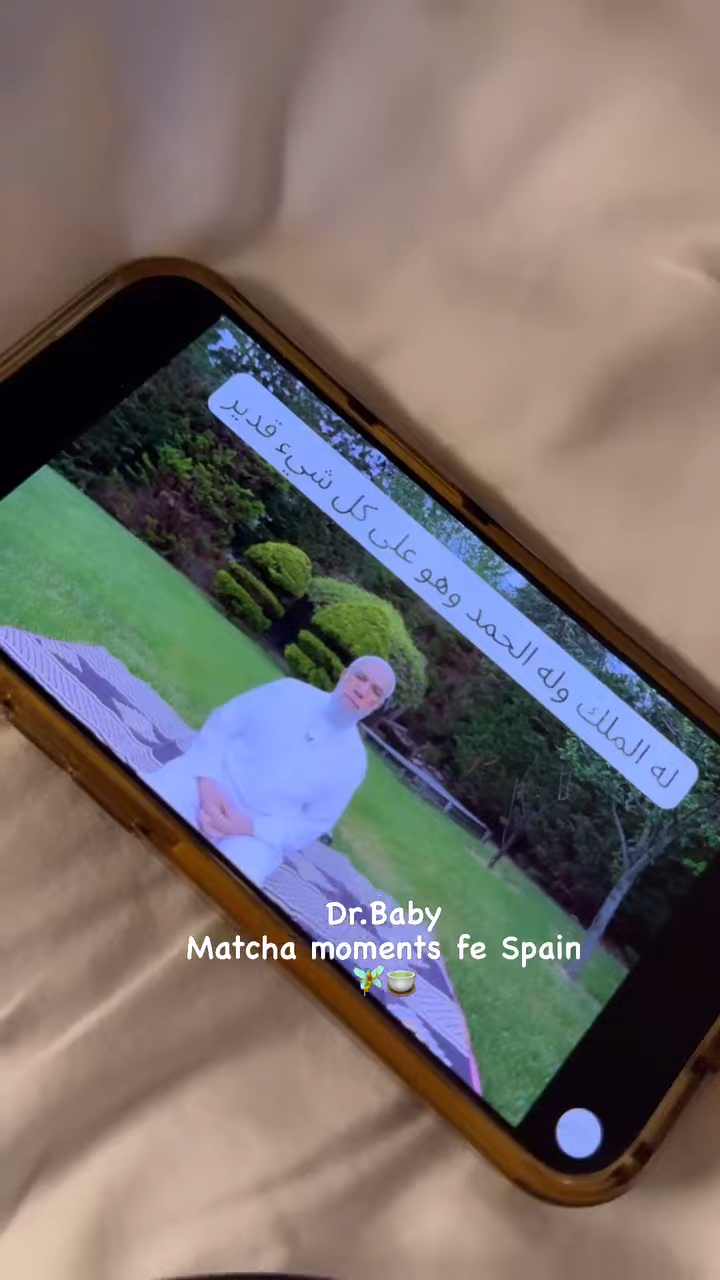 له الملك وله الحمد وهو على كل شيء قدير
Dr.Baby
Matcha moments fe Spain